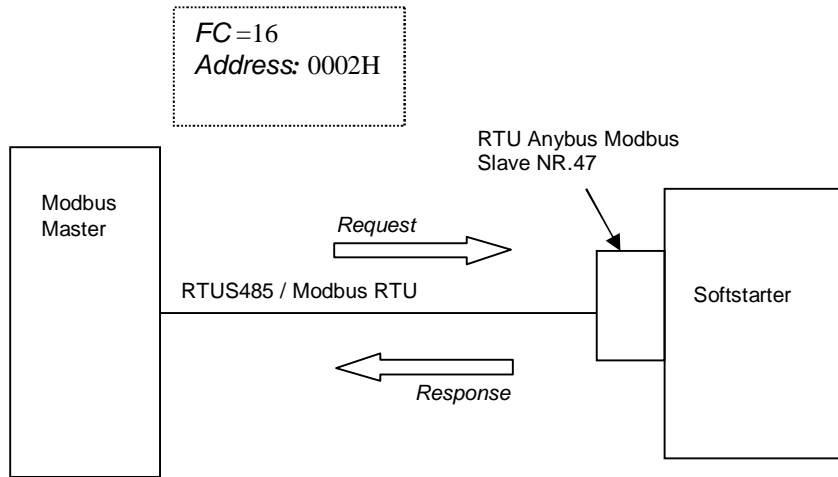 FC =16
Address: 0002H
RTU Anybus Modbus
Slave NR.47
Modbus
Master
Request
RTUS485 / Modbus RTU
Softstarter
Response